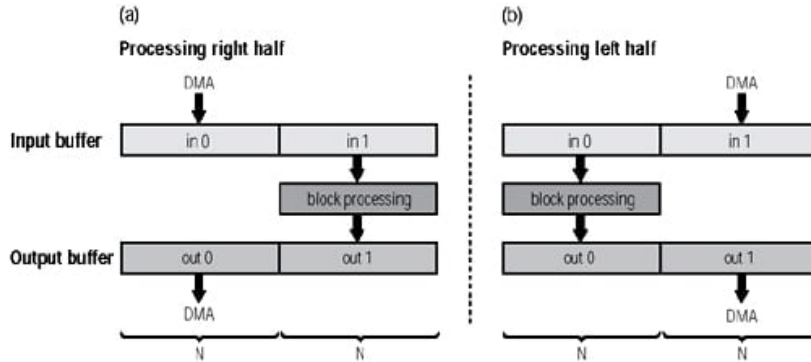 (a)
Processing right half
DMA
Input buffer
in 0
in 1
block processing
Output buffer
out 0
out 1
DMA
N
N
(b)
Processing left half
DMA
in 0
in 1
block processing
out 0
out 1
DMA
N
N